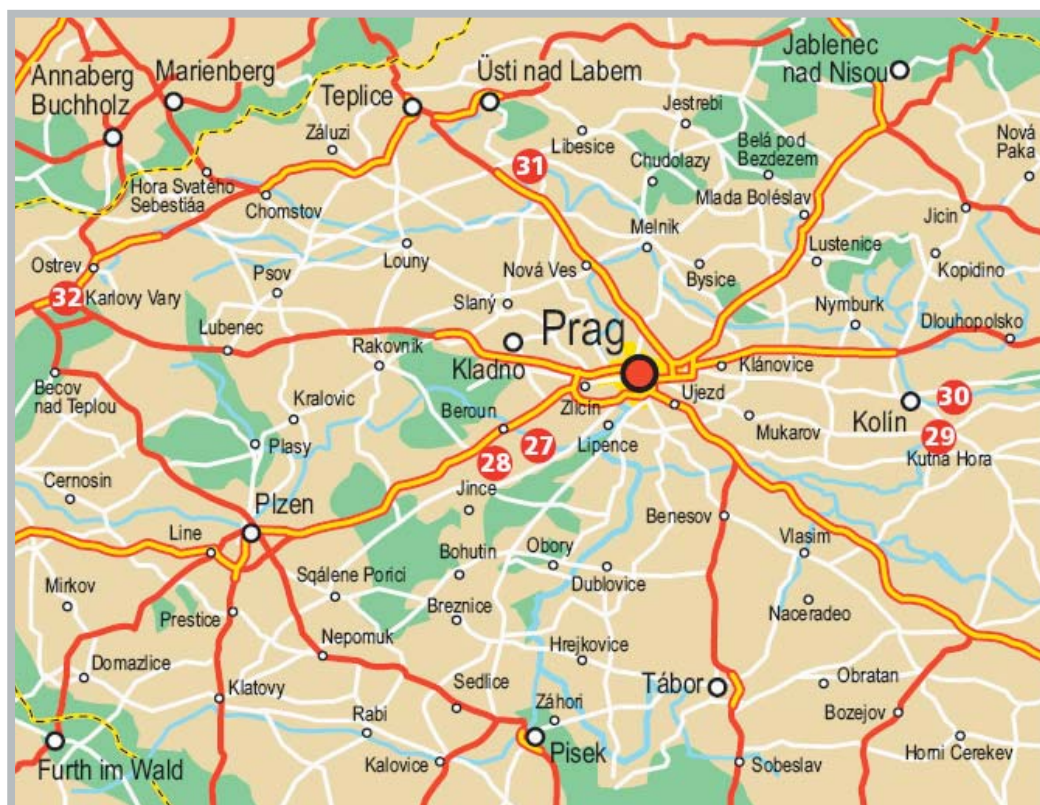 Annaberg
Buchholz
Marienberg
Teplice
Ústi nad Labem
Jablenec
nad Nisou
Záluzi
Libesice
Jestrebi
Chudolazy
Belá pod
Bezdezem
Nová
Paka
Hora Svateho
Sebestiáa
Chomstov
31
Mlada Boléslav
Jicin
Melnik
Ostrev
Louny
Psov
Nová Ves
Bysice
Lustenice
Kopidino
32
Karlovy Vary
Slaný
Nymburk
Dlouhopolsko
Lubenec
Rakovnik
Prag
Kladno
Klánovice
Becov
nad Teplou
Kralovic
Beroun
Zlicin
Ujezd
Mukarov
Kolín
30
29
Kutna Hora
Plasy
27
28
Lipence
Cernosin
Plzen
Jince
Benesov
Line
Vlasim
Mirkov
Sqálene Porici
Bohutin
Obory
Dublovice
Prestice
Breznice
Naceradeo
Nepomuk
Hrejkovice
Domazlice
Klatovy
Sedlice
Tábor
Obratan
Rabi
Záhori
Bozejov
Furth im Wald
Kalovice
Pisek
Sobeslav
Horni Cerekev